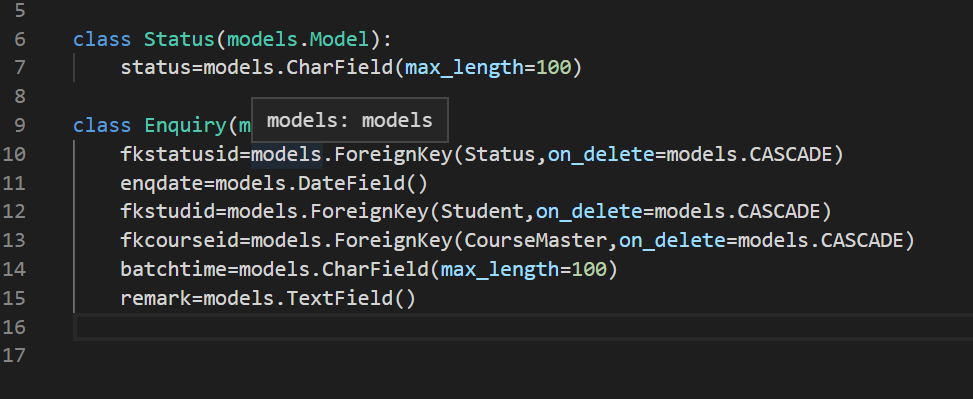 5
6 class Status(models.Model):
7 status=models.CharField(max_length=100)
8
9 class Enquiry(m
models: models
10 fkstatusid=models.ForeignKey(Status,on_delete=models.CASCADE)
11 enqdate=models.DateField()
12 fkstudid=models.ForeignKey(Student,on_delete=models.CASCADE)
13 fkcourseid=models.ForeignKey(CourseMaster,on_delete=models.CASCADE)
14 batchtime=models.CharField(max_length=100)
15 remark=models.TextField()
16
17